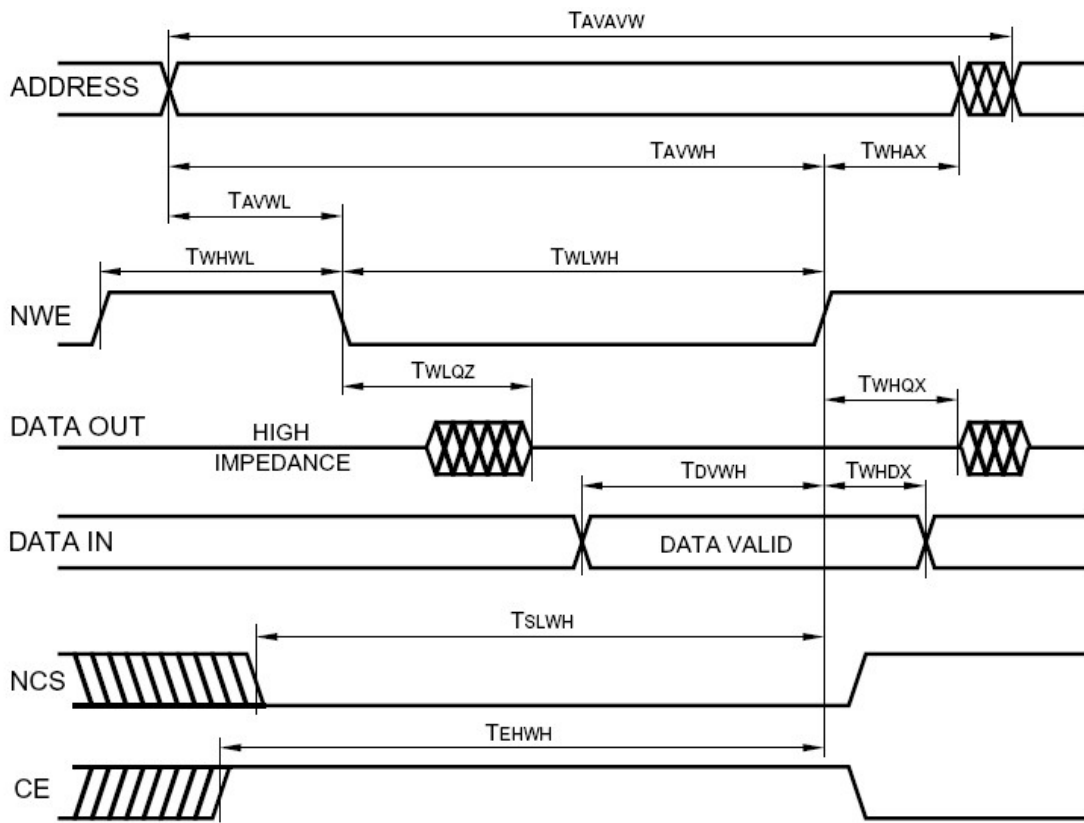 TAVAVW
ADDRESS
TAVWH
TWHAX
TAVWL
TWHWL
TWLWH
NWE
TWLQZ
TWHQX
DATA OUT
HIGH
IMPEDANCE
TDVWH
TWHDX
DATA IN
DATA VALID
TSLWH
NCS
TEHWH
CE